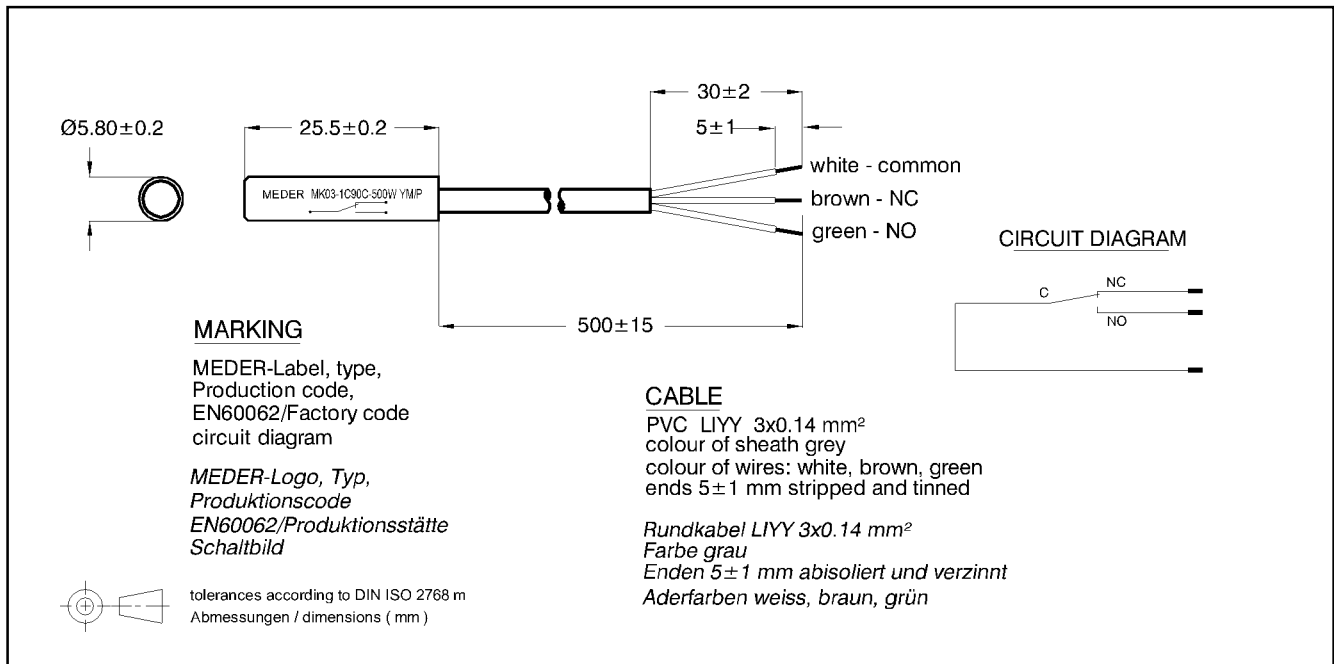 30±2
Ø5.80±0.2
25.5±0.2
5±1
white - common
MEDER MK03-1C90C-500W YM/P
brown - NC
green - NO
CIRCUIT DIAGRAM
NC
C
NO
500±15
MARKING
MEDER-Label, type,
Production code,
EN60062/Factory code
circuit diagram
MEDER-Logo, Typ,
Produktionscode
EN60062/Produktionsstätte
Schaltbild
CABLE
PVC LIYY 3x0.14 mm²
colour of sheath grey
colour of wires: white, brown, green
ends 5±1 mm stripped and tinned
Rundkabel LIYY 3x0.14 mm²
Farbe grau
Enden 5±1 mm abisoliert und verzinnt
Aderfarben weiss, braun, grün
tolerances according to DIN ISO 2768 m
Abmessungen / dimensions ( mm )